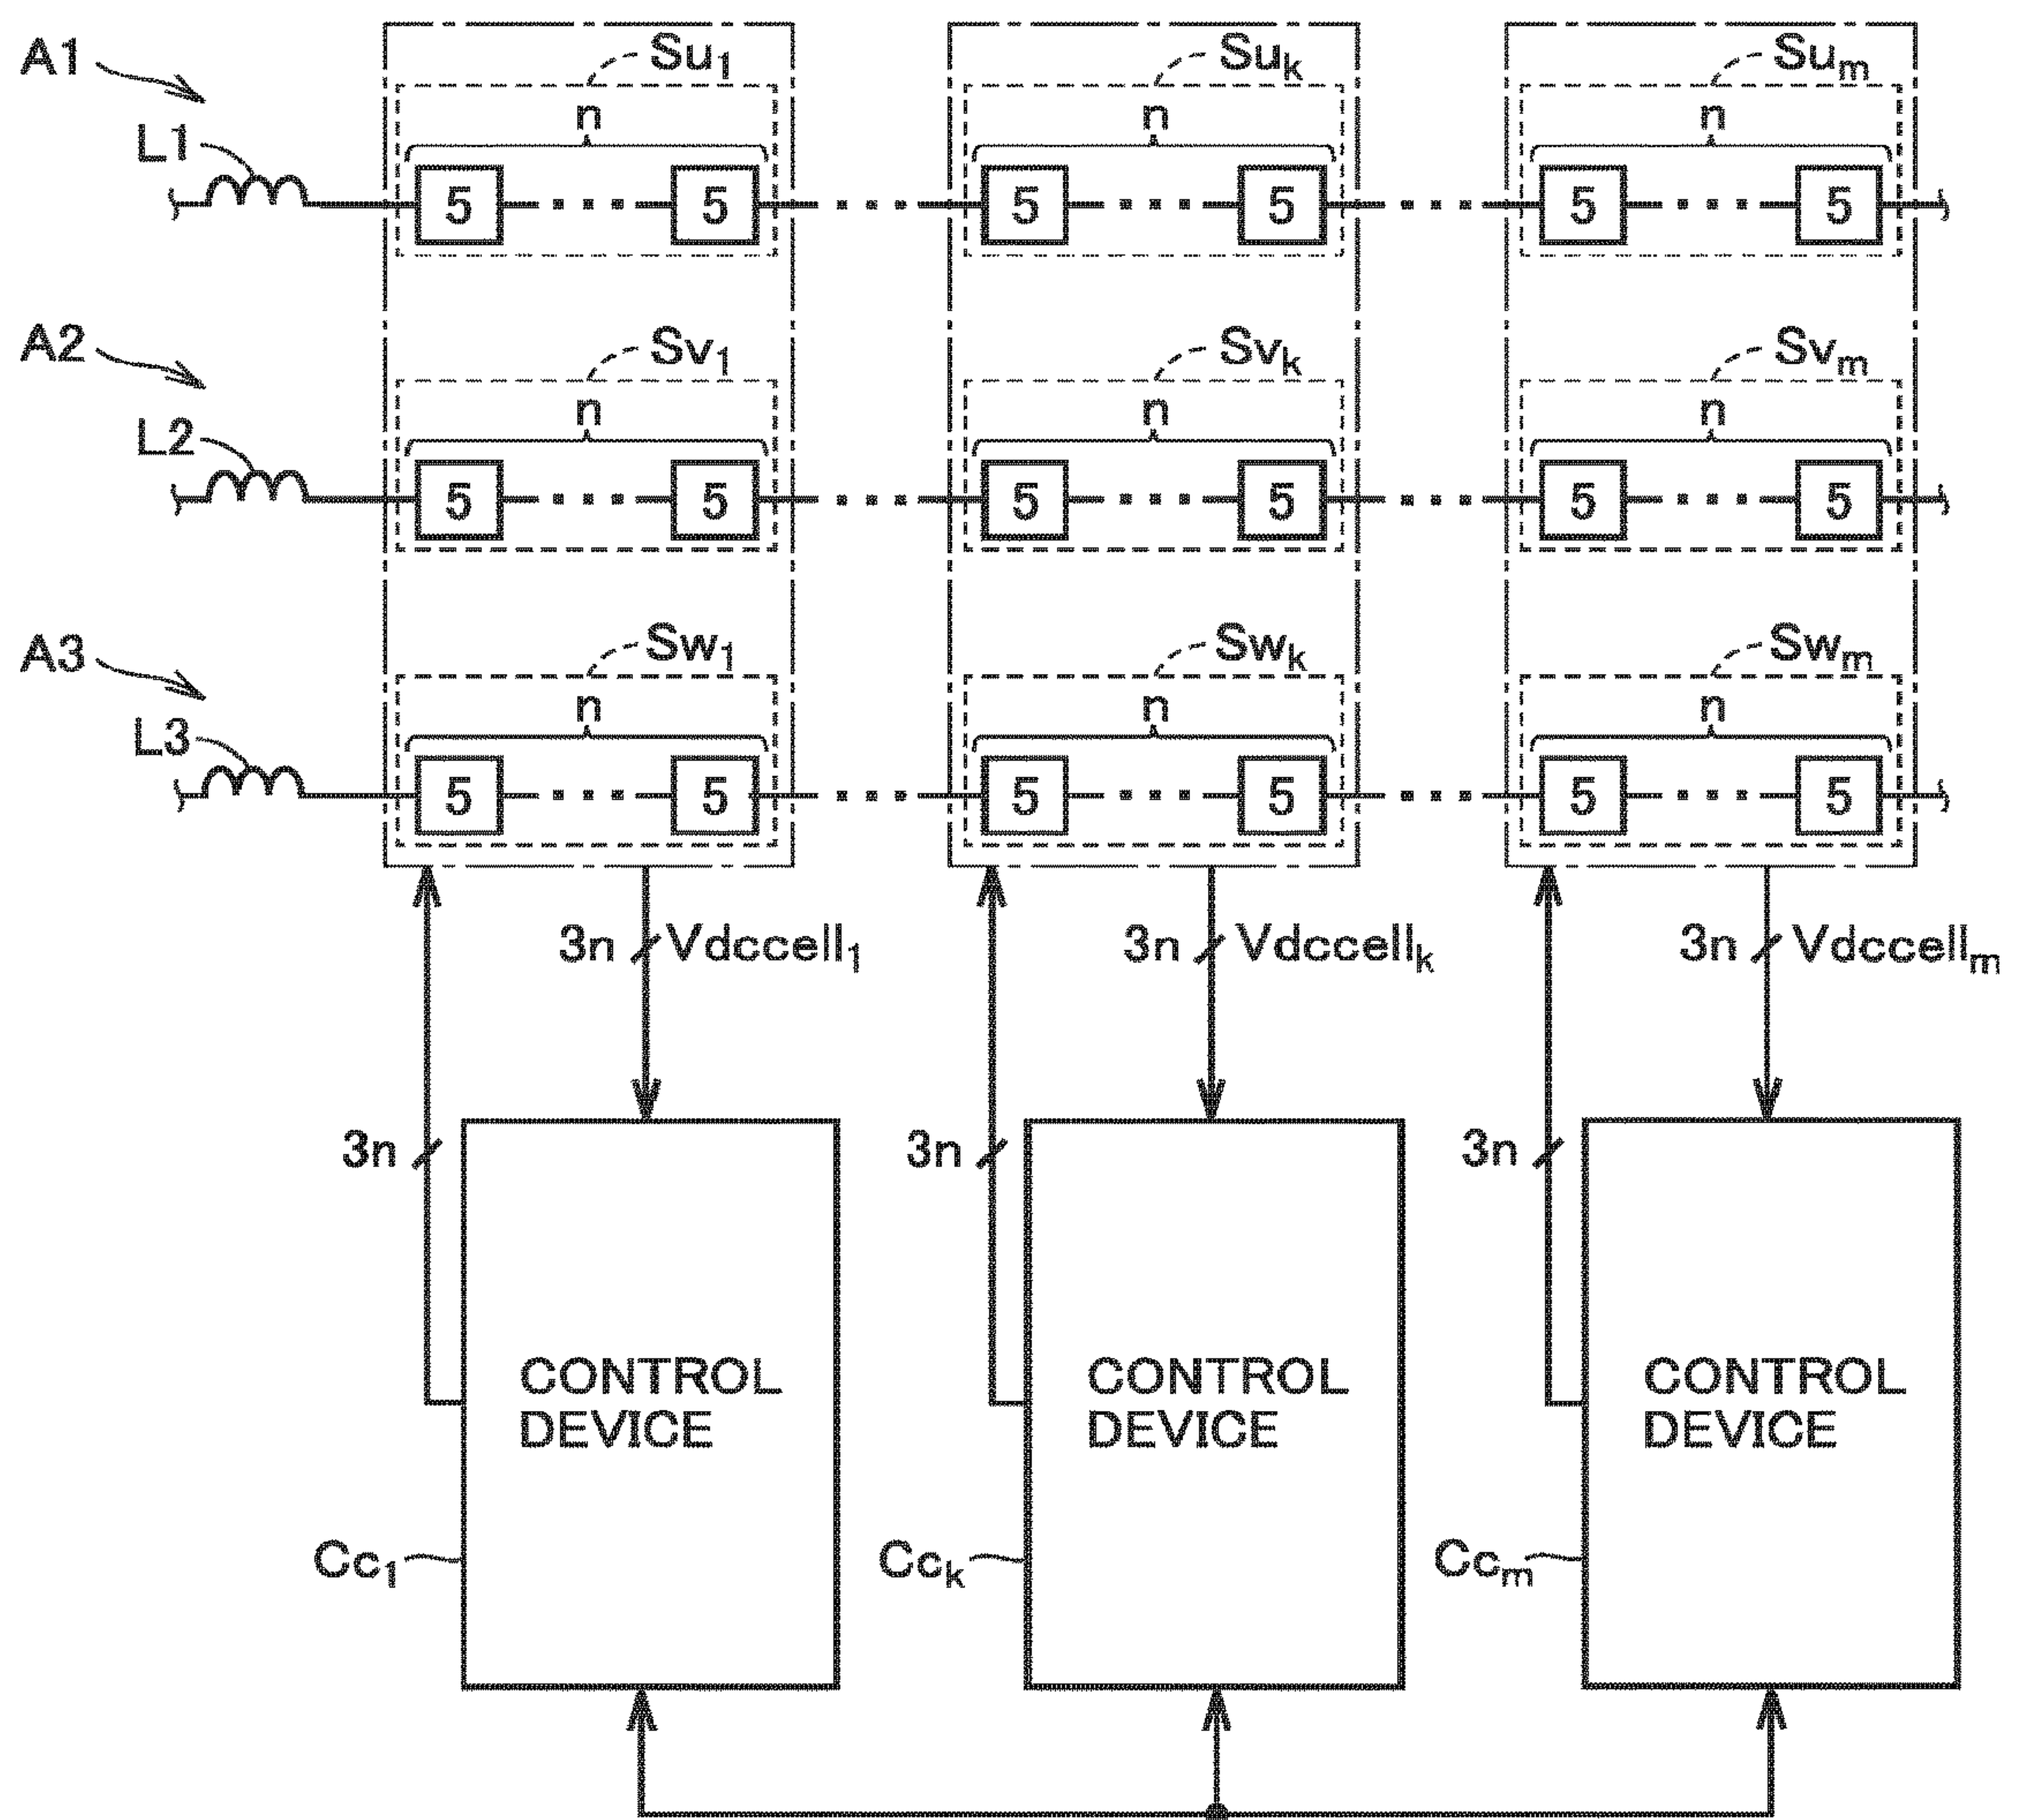 A1
Su1
Suk
Sum
n
n
n
L1
5
5
5
5
5
5
A2
Sv1
Svk
Svm
n
n
n
L2
5
5
5
5
5
5
A3
Sw1
Swk
Swm
n
n
n
L3
5
5
5
5
5
5
3n
Vdccell1
3n
Vdccellk
3n
Vdccellm
3n
3n
3n
CONTROL
DEVICE
CONTROL
DEVICE
CONTROL
DEVICE
Cc1
Cck
Ccm